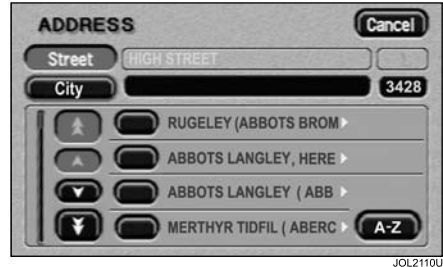 ADDRESS Cancel
Street HIGH STREET
City 3428
RUGELEY (ABBOTS BROM
ABBOTS LANGLEY, HERE
ABBOTS LANGLEY ( ABB
MERTHYR TIDFIL ( ABERC A-Z
JOL2110U